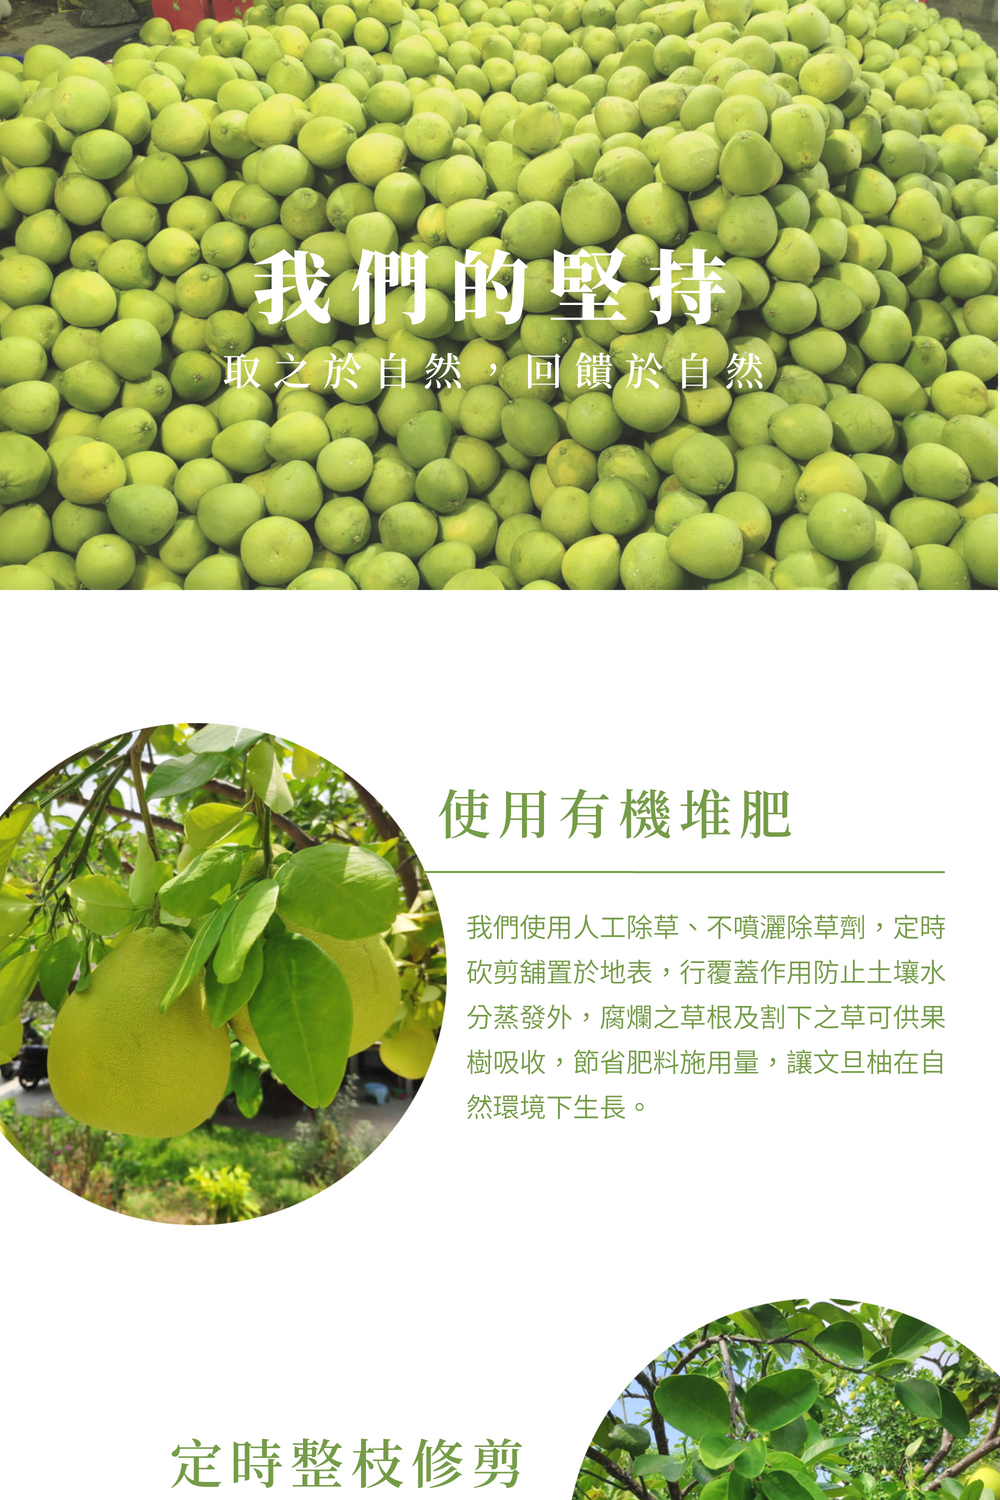 我們的堅持
取之於自然，回饋於自然
使用有機堆肥
我們使用人工除草、不噴灑除草劑，定時
砍剪舖置於地表，行覆蓋作用防止土壤水
分蒸發外，腐爛之草根及割下之草可供果
樹吸收，節省肥料施用量，讓文旦柚在自
然環境下生長。
定時整枝修剪